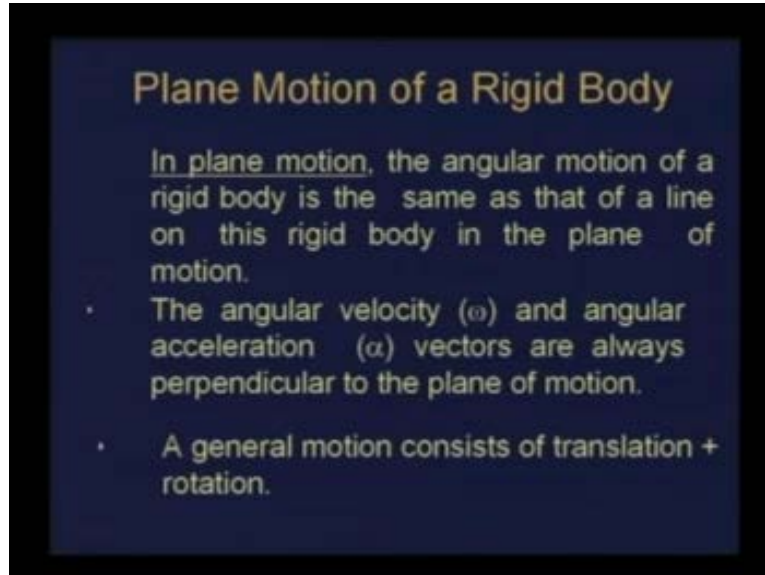 Plane Motion of a Rigid Body
In plane motion, the angular motion of a
rigid body is the same as that of a line
on this rigid body in the plane of
motion.
· The angular velocity (ω) and angular
acceleration (α) vectors are always
perpendicular to the plane of motion.
· A general motion consists of translation +
rotation.